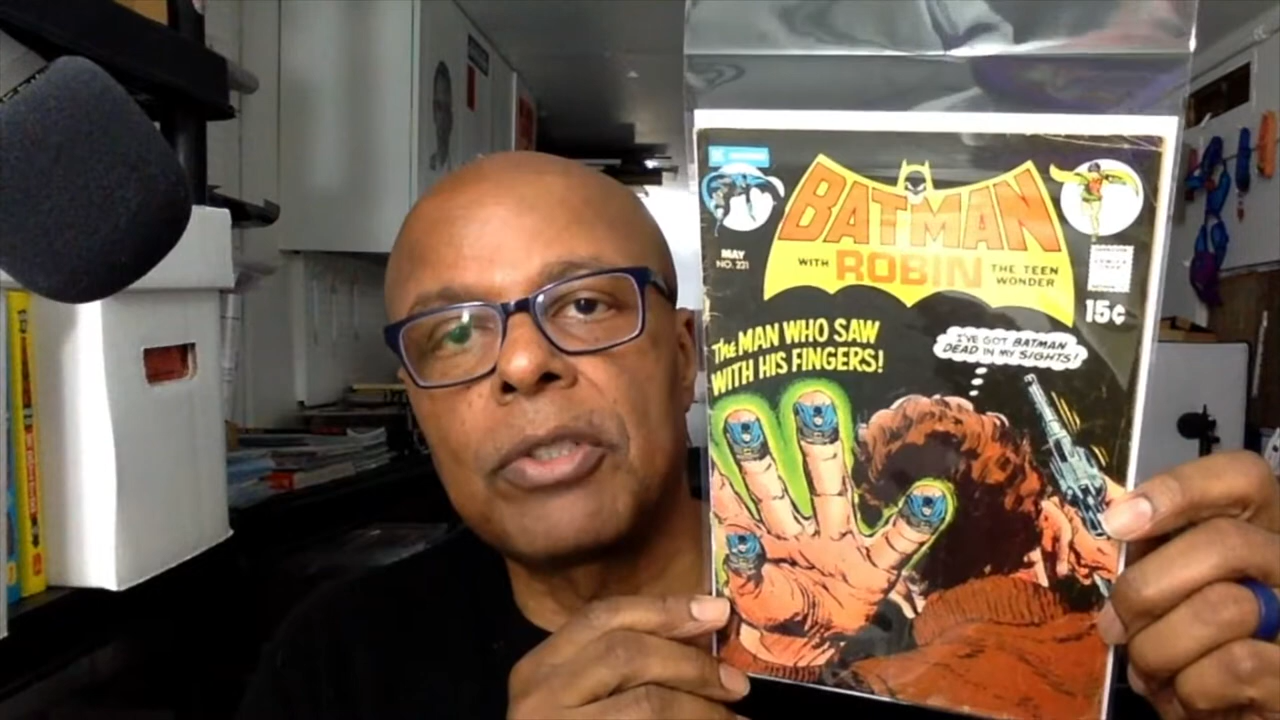 BATMAN
WITH ROBIN THE TEEN
WONDER
MAY
NO. 231
15¢
The MAN WHO SAW
WITH HIS FINGERS!
I'VE GOT BATMAN
DEAD IN MY SIGHTS!